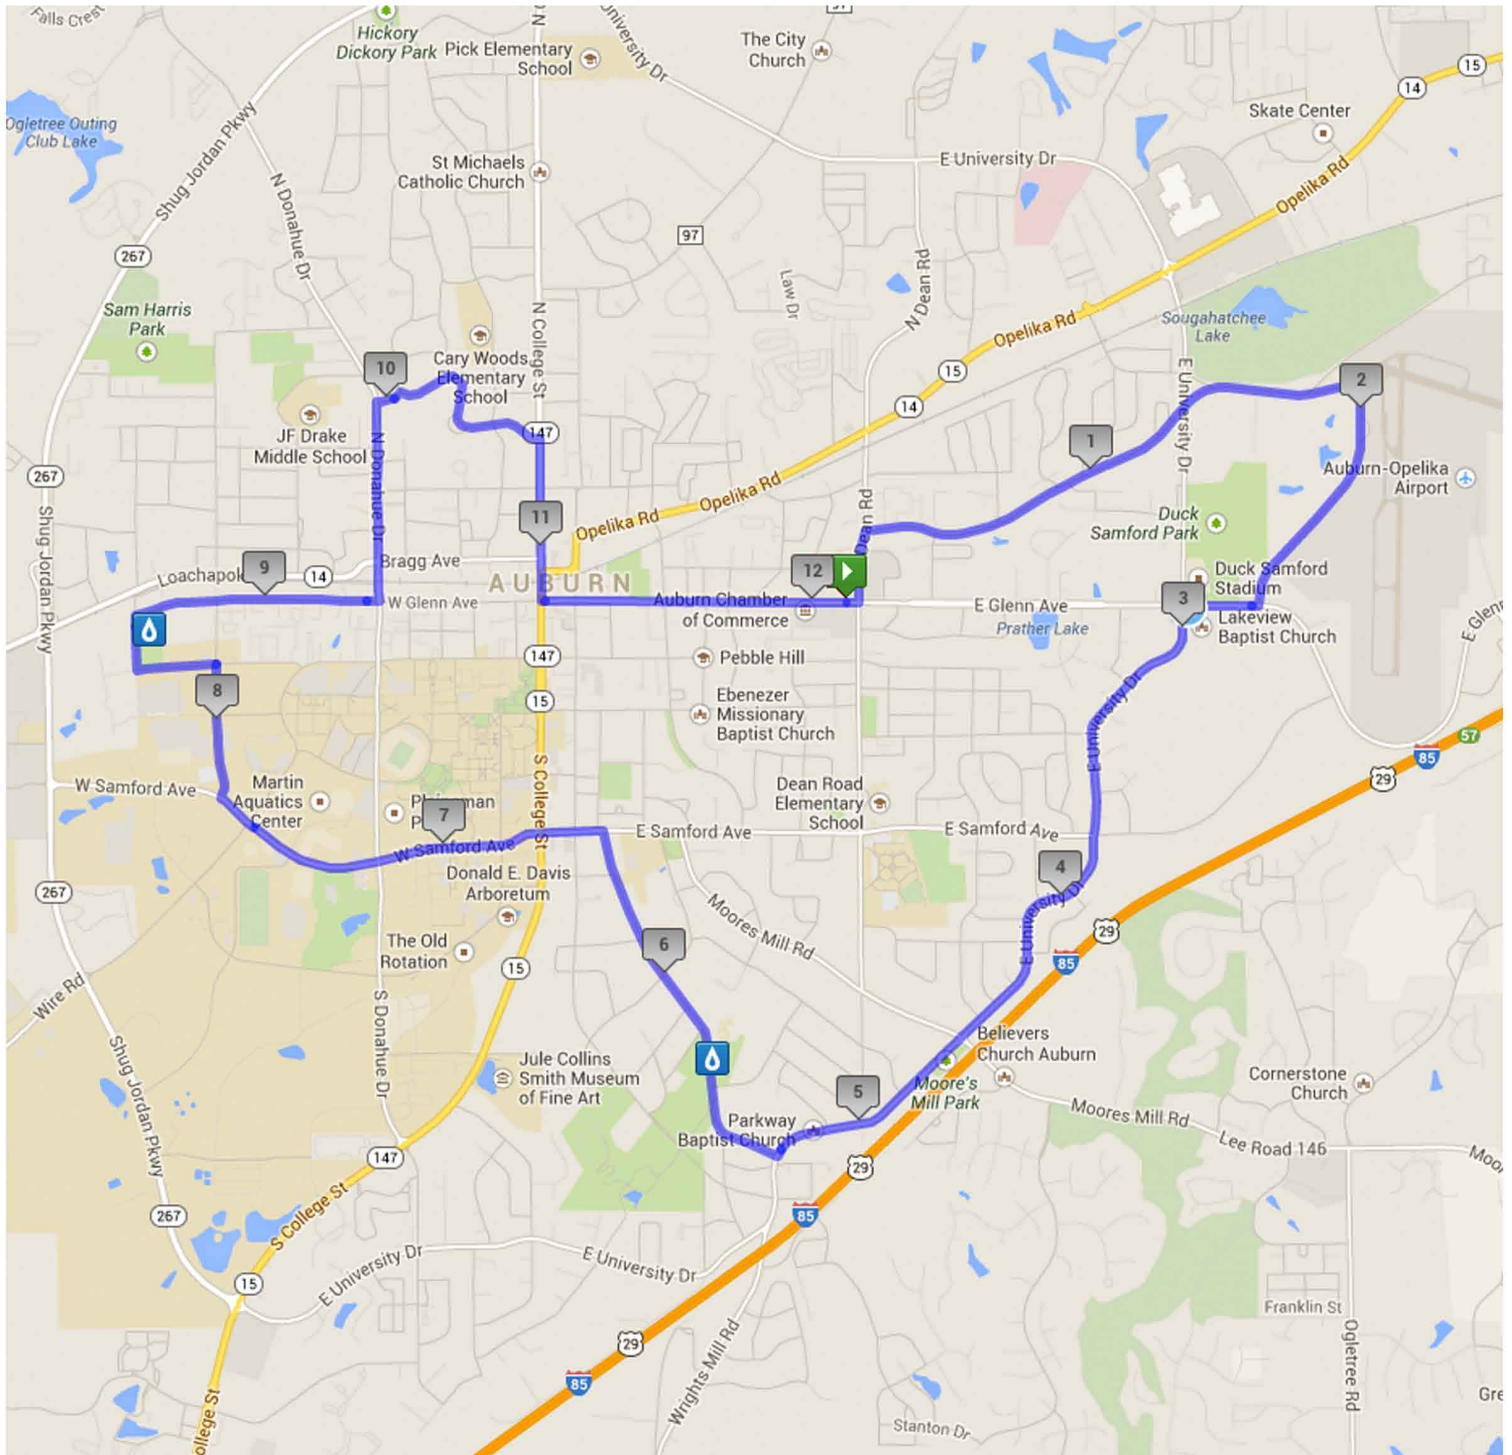 Falls Crest
Hickory
Dickory Park
Pick Elementary
School
University Dr
The City
Church
97
15
14
Skate Center
Ogletree Outing
Club Lake
Shug Jordan Pkwy
N Donahue Dr
St Michaels
Catholic Church
E University Dr
Opelika Rd
97
267
N Dean Rd
Law Dr
Sam Harris
Park
N College St
Opelika Rd
Sougahatchee
Lake
E University Dr
10
Cary Woods
Elementary
School
15
14
2
JF Drake
Middle School
N Donahue Dr
147
1
267
Auburn-Opelika
Airport
Shug Jordan Pkwy
Opelika Rd
Dean Rd
11
Opelika Rd
Duck
Samford Park
Bragg Ave
9
14
AUBURN
12
Duck Samford
Stadium
W Glenn Ave
Auburn Chamber
of Commerce
E Glenn Ave
3
Prather Lake
Lakeview
Baptist Church
147
Pebble Hill
8
15
Ebenezer
Missionary
Baptist Church
E University Dr
57
85
29
W Samford Ave
Martin
Aquatics
Center
S College St
Dean Road
Elementary
School
7
W Samford Ave
E Samford Ave
E Samford Ave
4
267
Donald E. Davis
Arboretum
Moores Mill Rd
E University Dr
29
The Old
Rotation
6
85
15
Wire Rd
S Donahue Dr
Shug Jordan Pkwy
Believers
Church Auburn
Jule Collins
Smith Museum
of Fine Art
5
Moore's
Mill Park
Cornerstone
Church
Parkway
Baptist Church
Moores Mill Rd
Lee Road 146
147
29
267
S College St
85
E University Dr
E University Dr
15
Franklin St
29
Wrights Mill Rd
Ogletree Rd
85
Stanton Dr